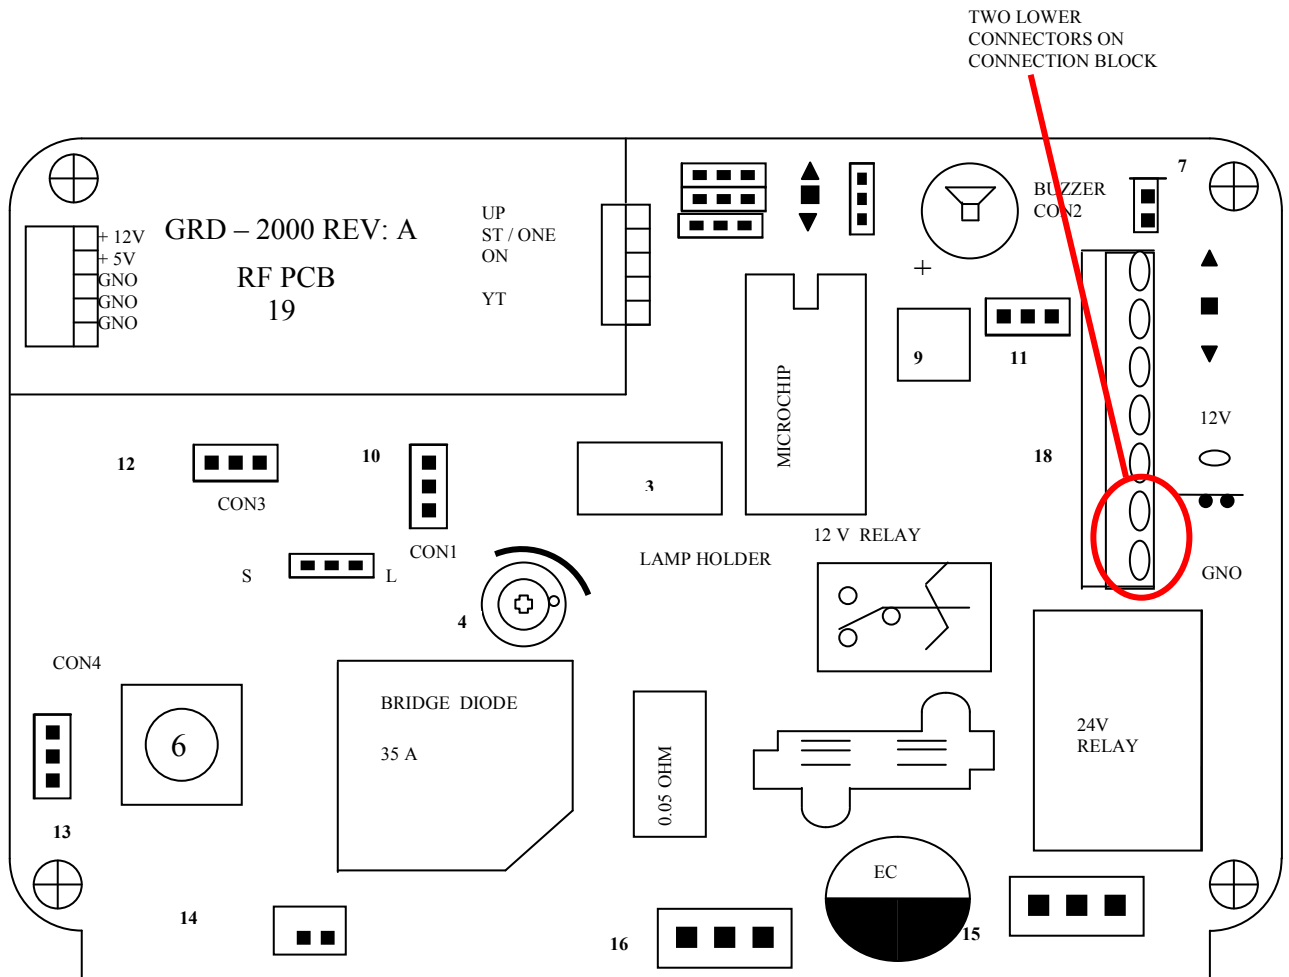 TWO LOWER
CONNECTORS ON
CONNECTION BLOCK
7
BUZZER
CON2
UP
ST / ONE
ON
YT
+ 12V
+ 5V
GNO
GNO
GNO
GRD – 2000 REV: A
RF PCB
19
+
9
11
MICROCHIP
12V
18
12
10
3
CON3
CON1
12 V RELAY
LAMP HOLDER
GNO
S
L
4
CON4
BRIDGE DIODE
35 A
6
0.05 OHM
24V
RELAY
13
EC
14
16
15